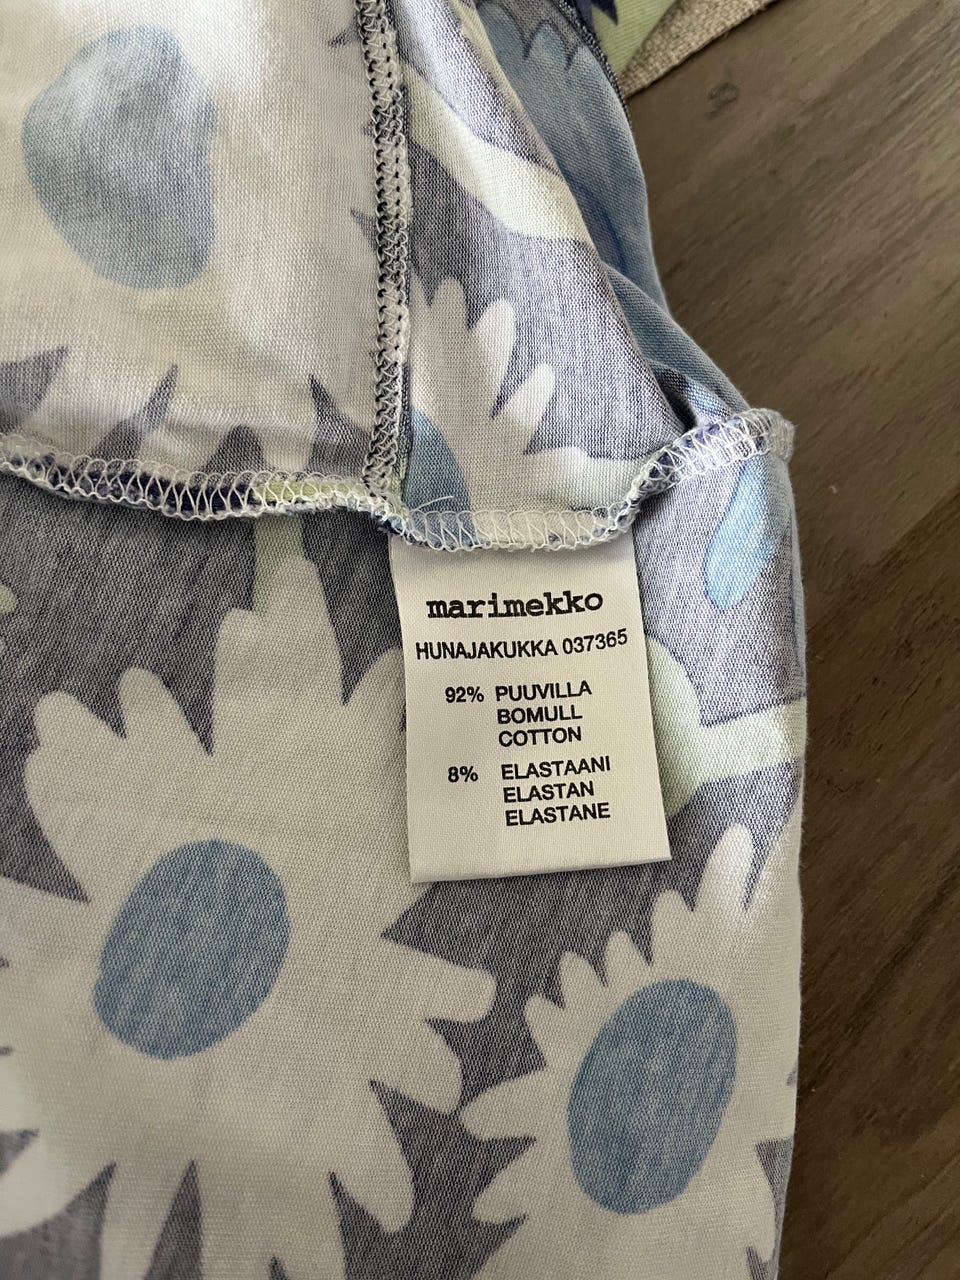 marimekko
HUNAJAKUKKA 037365
92% PUUVILLA
BOMULL
COTTON
8% ELASTAANI
ELASTAN
ELASTANE